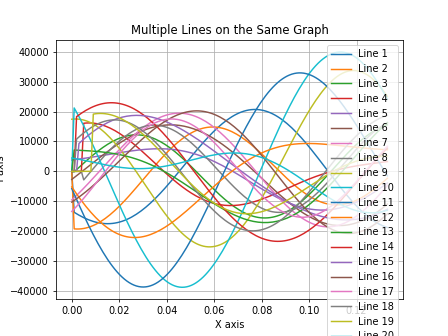 Multiple Lines on the Same Graph
40000
30000
20000
10000
0
−10000
−20000
−30000
−40000
0.00
0.02
0.04
0.06
0.08
0.10
X axis
Line 1
Line 2
Line 3
Line 4
Line 5
Line 6
Line 7
Line 8
Line 9
Line 10
Line 11
Line 12
Line 13
Line 14
Line 15
Line 16
Line 17
Line 18
Line 19
Line 20